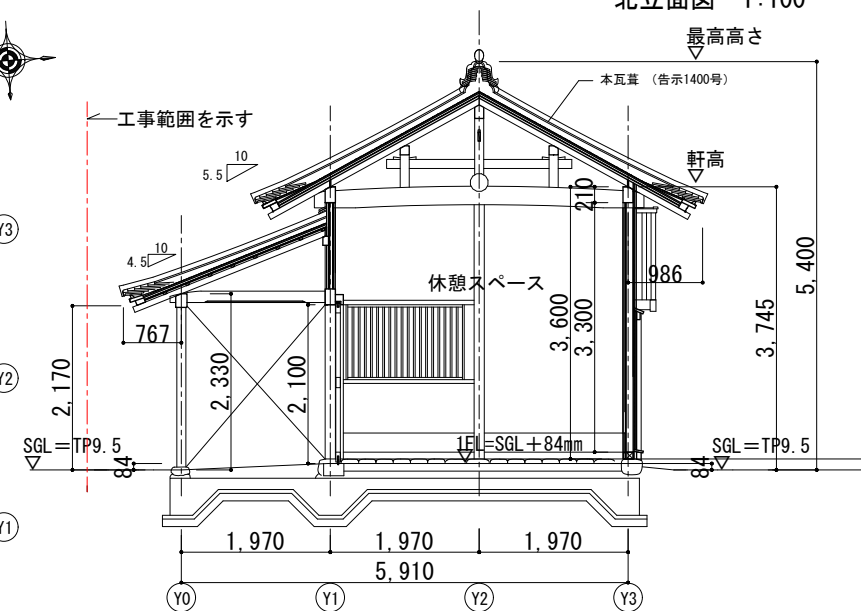 北立面図 1:100
最高高さ
本瓦葺 (告示1400号)
工事範囲を示す
10
5.5
軒高
210
Y3
10
4.5
休憩スペース
986
5,400
767
3,600
3,300
3,745
2,170
2,330
2,100
Y2
SGL=TP9.5
1FL=SGL+84mm
SGL=TP9.5
84
84
Y1
1,970
1,970
1,970
5,910
Y0
Y1
Y2
Y3